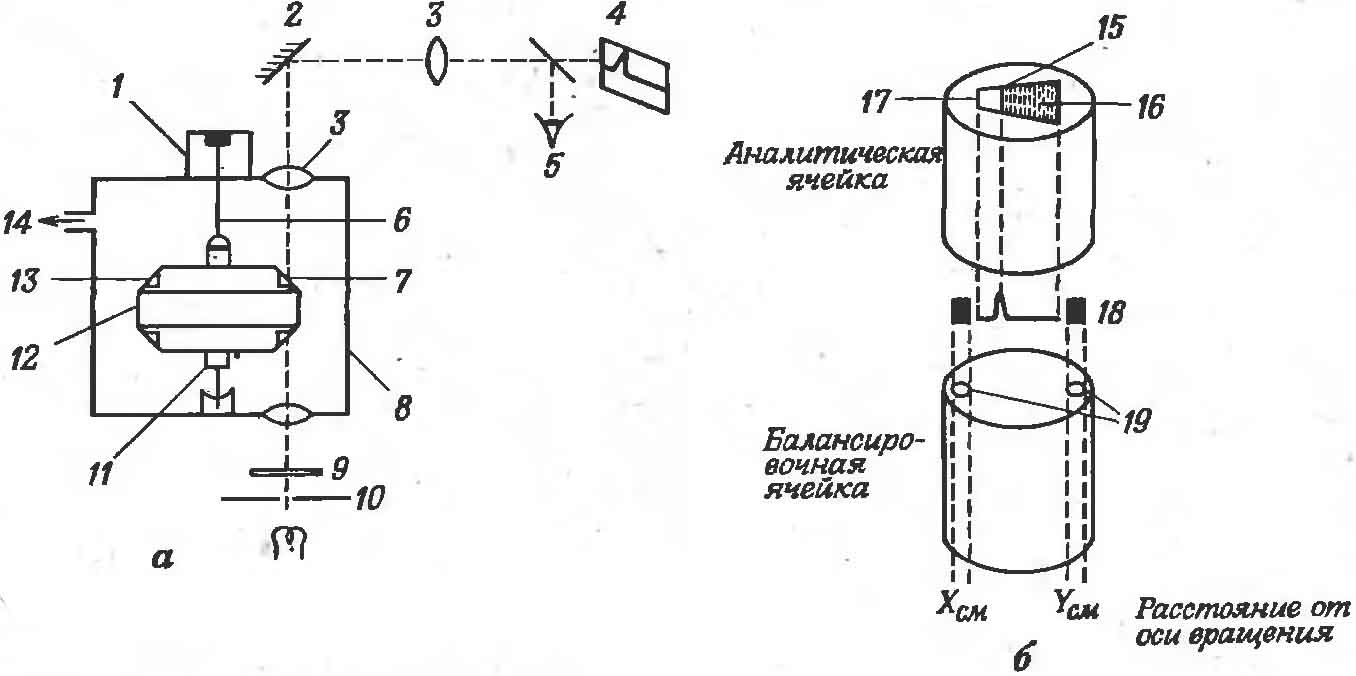 2
3
4
1
3
5
14
6
13
7
12
8
11
9
10
а
15
17
16
Аналитическая
ячейка
18
19
Балансиро-
вочная
ячейка
Xсм
Yсм
Расстояние от
оси вращения
б